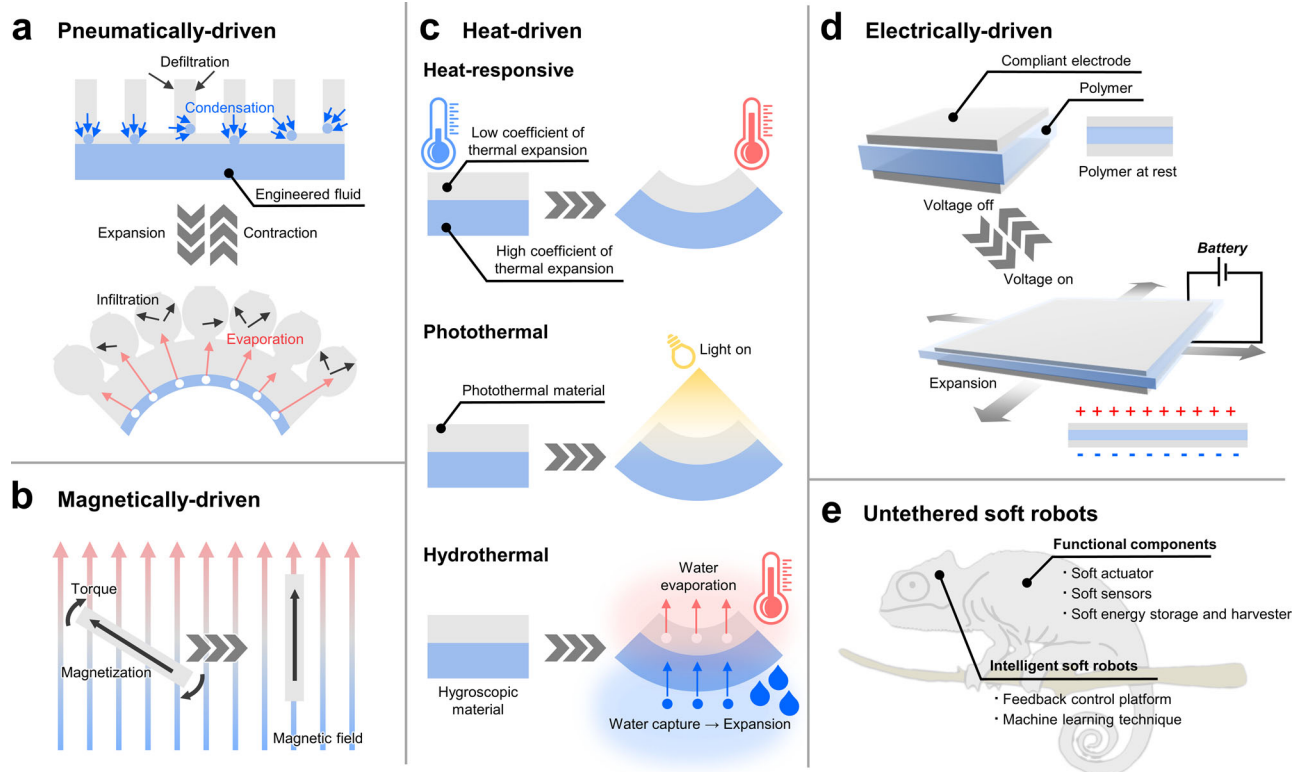 a Pneumatically-driven
Defiltration
Condensation
Engineered fluid
Expansion
Contraction
Infiltration
Evaporation
b Magnetically-driven
Torque
Magnetization
Magnetic field
c Heat-driven
Heat-responsive
Low coefficient of
thermal expansion
High coefficient of
thermal expansion
Photothermal
Light on
Photothermal material
Hydrothermal
Water
evaporation
Hygroscopic
material
Water capture → Expansion
d Electrically-driven
Compliant electrode
Polymer
Polymer at rest
Voltage off
Voltage on
Battery
Expansion
+ + + + + + + + + +
- - - - - - - - - -
e Untethered soft robots
Functional components
・Soft actuator
・Soft sensors
・Soft energy storage and harvester
Intelligent soft robots
・Feedback control platform
・Machine learning technique